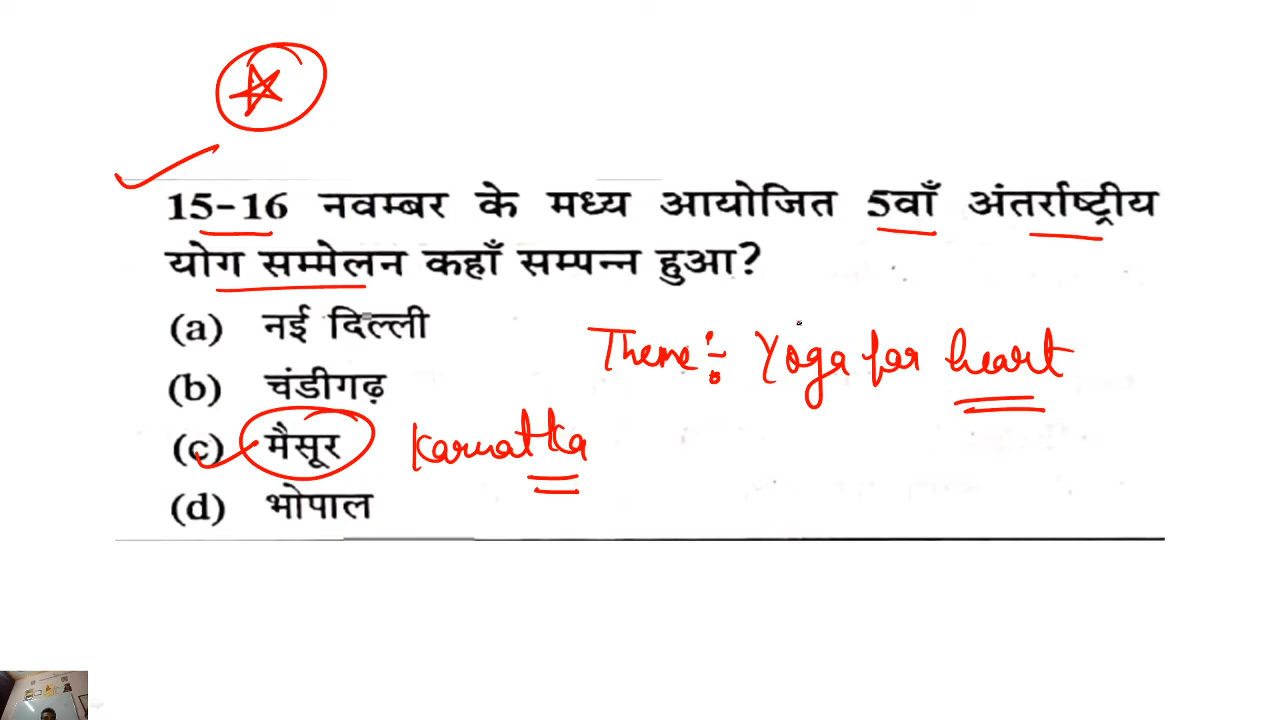 15-16 नवम्बर के मध्य आयोजित 5वाँ अंतर्राष्ट्रीय
योग सम्मेलन कहाँ सम्पन्न हुआ?
(a) नई दिल्ली
Theme :- Yoga for heart
(b) चंडीगढ़
(c) मैसूर Karnatka
(d) भोपाल